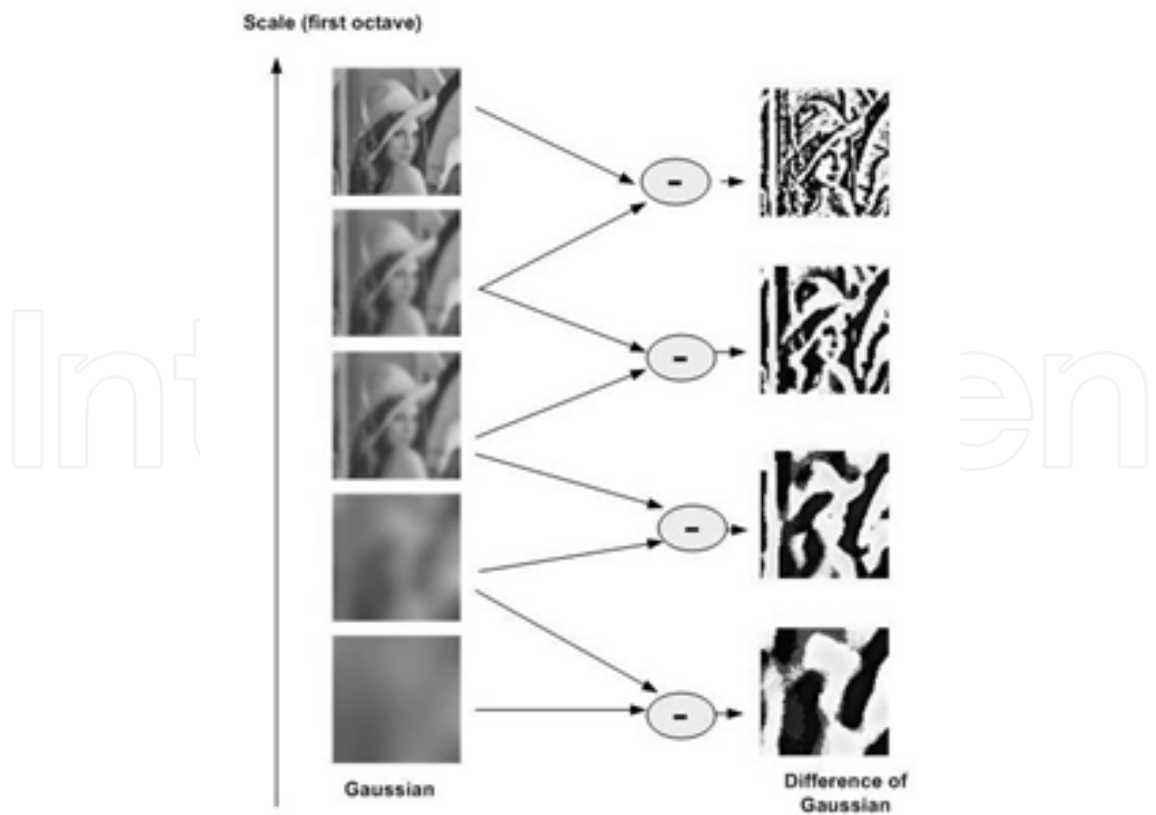 Scale (first octave)
-
-
-
-
Gaussian
Difference of
Gaussian